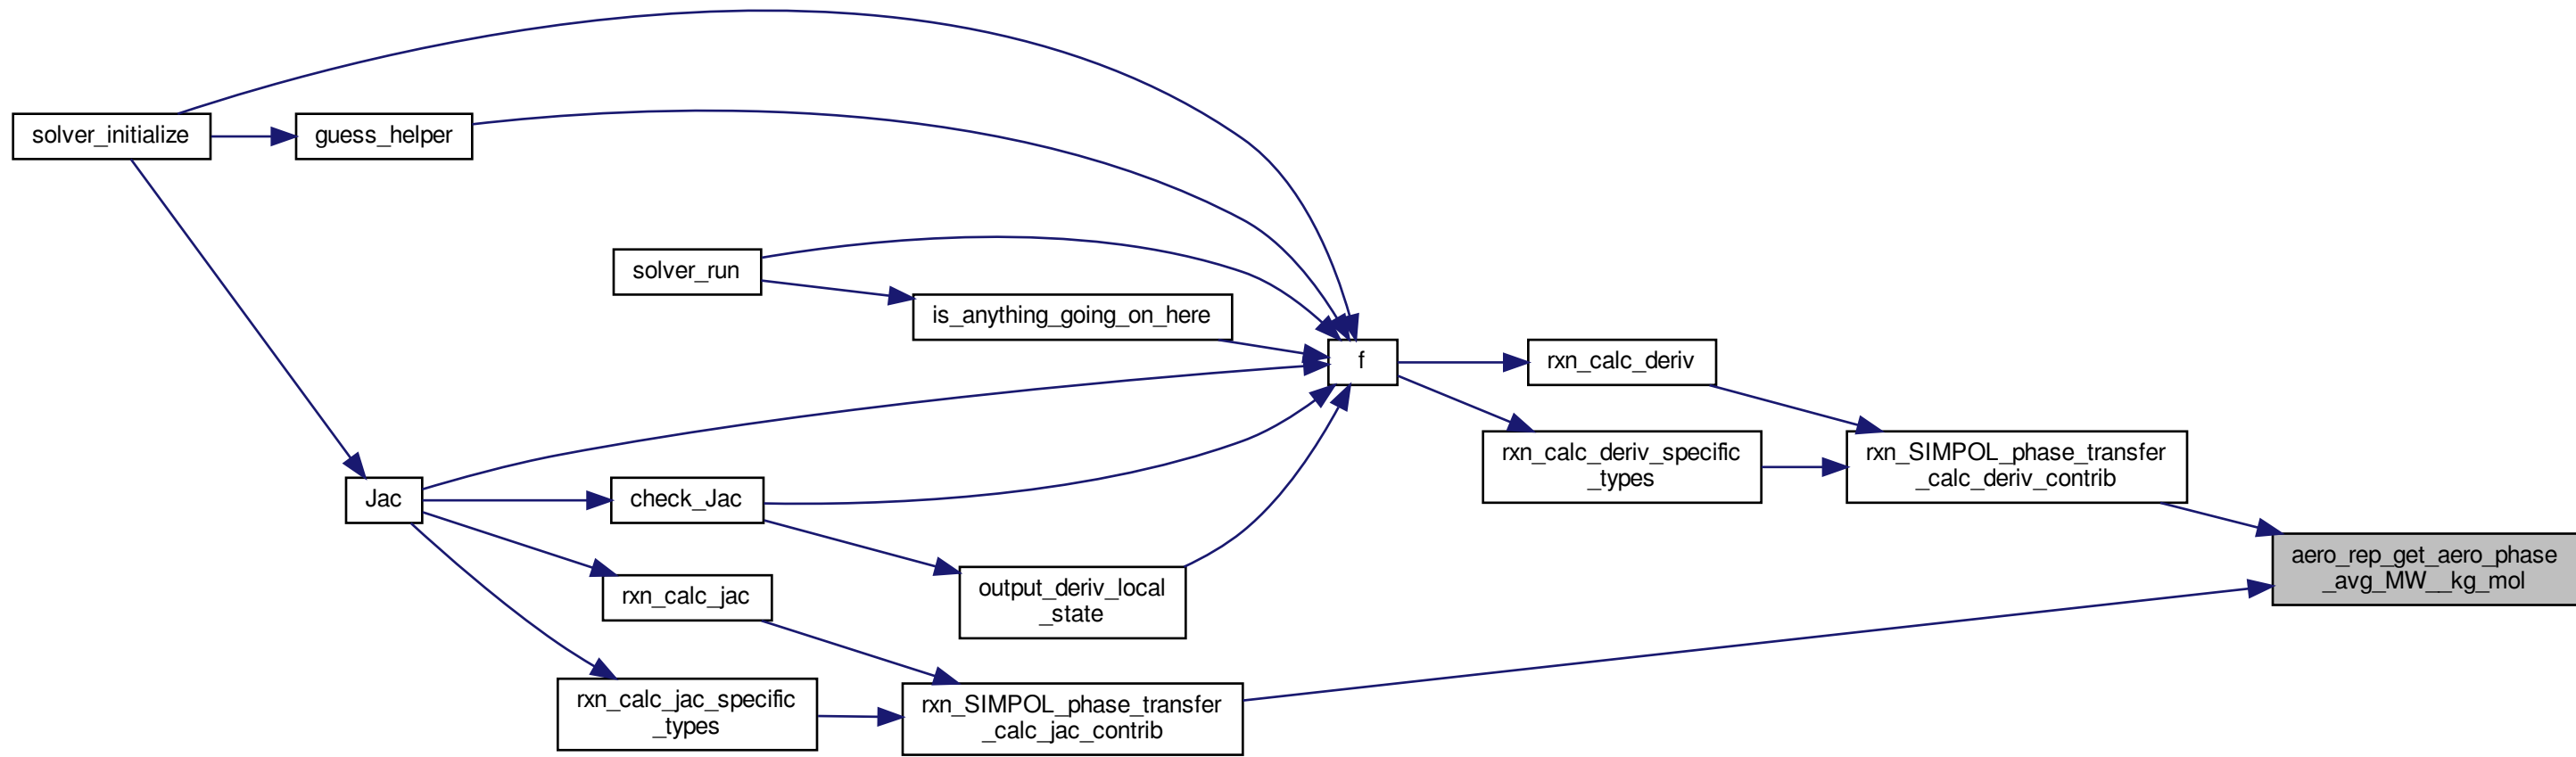 solver_initialize
guess_helper
solver_run
is_anything_going_on_here
f
rxn_calc_deriv
rxn_calc_deriv_specific
_types
rxn_SIMPOL_phase_transfer
_calc_deriv_contrib
Jac
check_Jac
aero_rep_get_aero_phase
_avg_MW__kg_mol
rxn_calc_jac
output_deriv_local
_state
rxn_calc_jac_specific
_types
rxn_SIMPOL_phase_transfer
_calc_jac_contrib